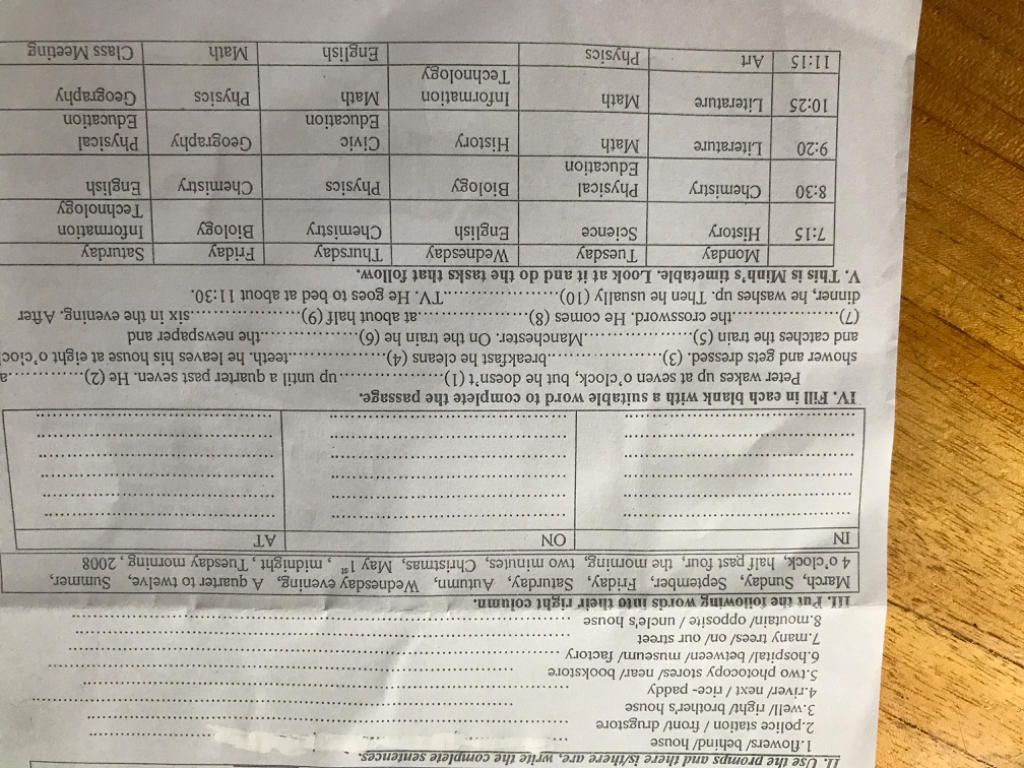 II. Use the promps and there is/there are, write the complete sentences.
1.flowers/ behind/ house ....................
2.police station / front/ drugstore ....................
3.well/ right/ brother's house ....................
4.river/ next / rice- paddy ....................
5.two photocopy stores/ near/ bookstore ....................
6.hospital/ between/ museum/ factory ....................
7.many trees/ on/ our street ....................
8.moutain/ opposite / uncle's house ....................
III. Put the following words into their right column.
March, Sunday, September, Friday, Saturday, Autumn, Wednesday evening, A quarter to twelve, Summer,
4 o'clock, half past four, the morning, two minutes, Christmas, May 1st , midnight , Tuesday morning , 2008
IN ON AT
IV. Fill in each blank with a suitable word to complete the passage.
Peter wakes up at seven o'clock, but he doesn't (1)..................up until a quarter past seven. He (2).............a
shower and gets dressed. (3)..................breakfast he cleans (4)..................teeth. he leaves his house at eight o'cloc
and catches the train (5)..................Manchester. On the train he (6)..................the newspaper and
(7)..................the crossword. He comes (8)..................at about half (9)..................six in the evening. After
dinner, he washes up. Then he usually (10)..................TV. He goes to bed at about 11:30.
V. This is Minh's timetable. Look at it and do the tasks that follow.
Monday Tuesday Wednesday Thursday Friday Saturday
7:15 History Science English Chemistry Biology Information Technology
8:30 Chemistry Physical Education Biology Physics Chemistry English
9:20 Literature Math History Civic Education Geography Physical Education
10:25 Literature Math Information Technology Math Physics Geography
11:15 Art Physics English Math Class Meeting